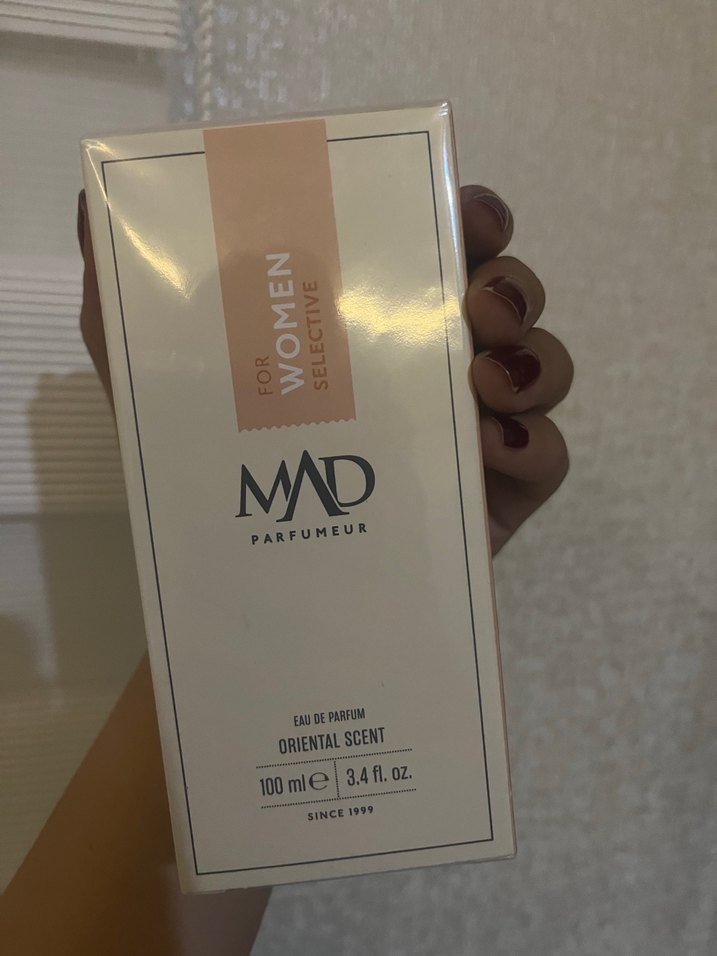 FOR
WOMEN
SELECTIVE
MAD
PARFUMEUR
EAU DE PARFUM
ORIENTAL SCENT
100 ml ℮ 3.4 fl. oz.
SINCE 1999